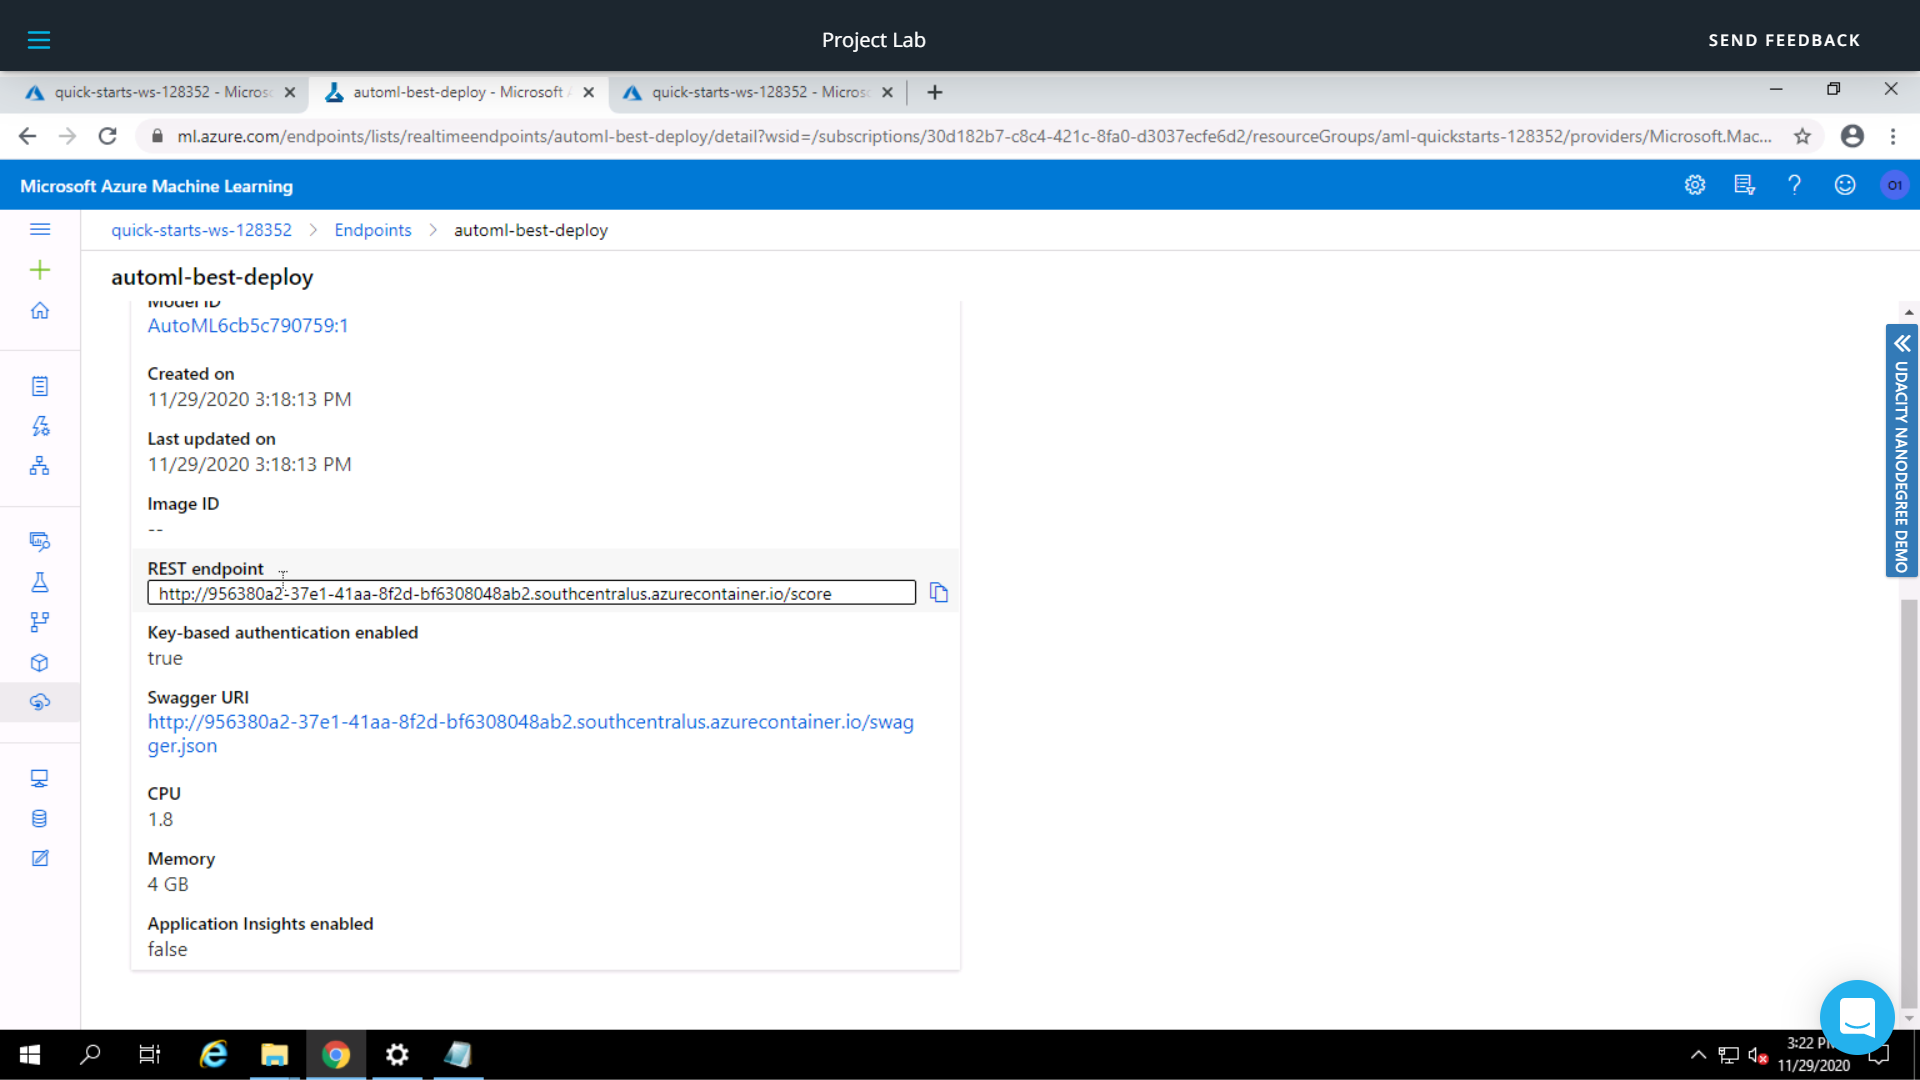 Project Lab
SEND FEEDBACK
quick-starts-ws-128352 - Micros
automl-best-deploy - Microsoft
quick-starts-ws-128352 - Micros
ml.azure.com/endpoints/lists/realtimeendpoints/automl-best-deploy/detail?wsid=/subscriptions/30d182b7-c8c4-421c-8fa0-d3037ecfe6d2/resourceGroups/aml-quickstarts-128352/providers/Microsoft.Mac...
Microsoft Azure Machine Learning
O1
quick-starts-ws-128352 > Endpoints > automl-best-deploy
automl-best-deploy
Model ID
AutoML6cb5c790759:1
Created on
11/29/2020 3:18:13 PM
Last updated on
11/29/2020 3:18:13 PM
Image ID
--
REST endpoint
http://956380a2-37e1-41aa-8f2d-bf6308048ab2.southcentralus.azurecontainer.io/score
Key-based authentication enabled
true
Swagger URI
http://956380a2-37e1-41aa-8f2d-bf6308048ab2.southcentralus.azurecontainer.io/swag
ger.json
CPU
1.8
Memory
4 GB
Application Insights enabled
false
UDACITY NANODEGREE DEMO
3:22 P
11/29/2020